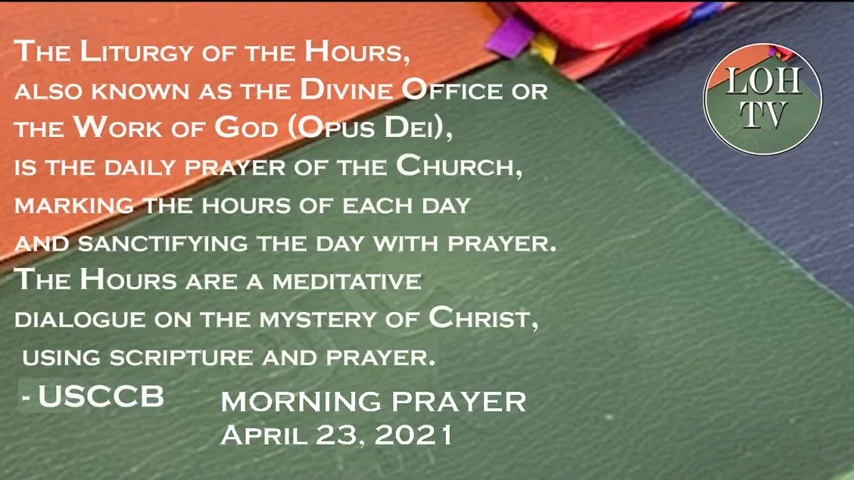 The Liturgy of the Hours,
also known as the Divine Office or
the Work of God (Opus Dei),
is the daily prayer of the Church,
marking the hours of each day
and sanctifying the day with prayer.
The Hours are a meditative
dialogue on the mystery of Christ,
using scripture and prayer.
- USCCB
MORNING PRAYER
April 23, 2021
LOH
TV